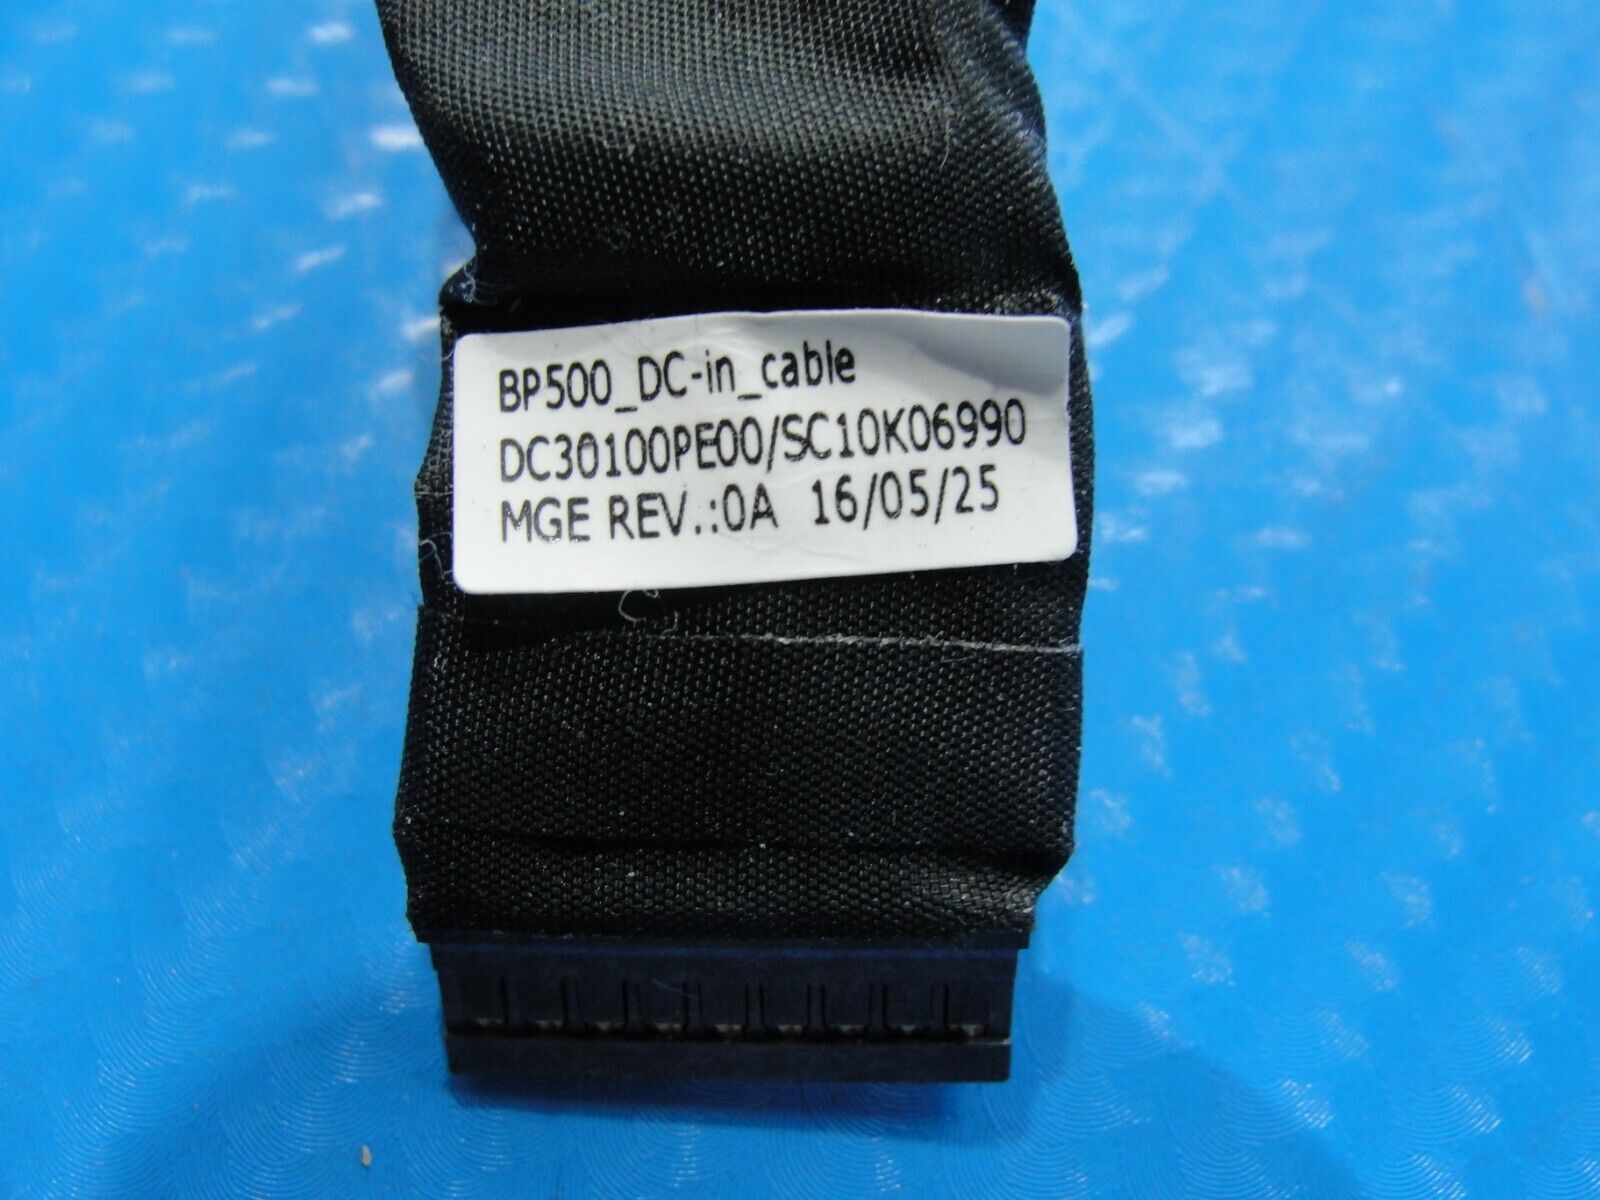 BP500_DC-in_cable
DC30100PE00/SC10K06990
MGE REV.:0A 16/05/25